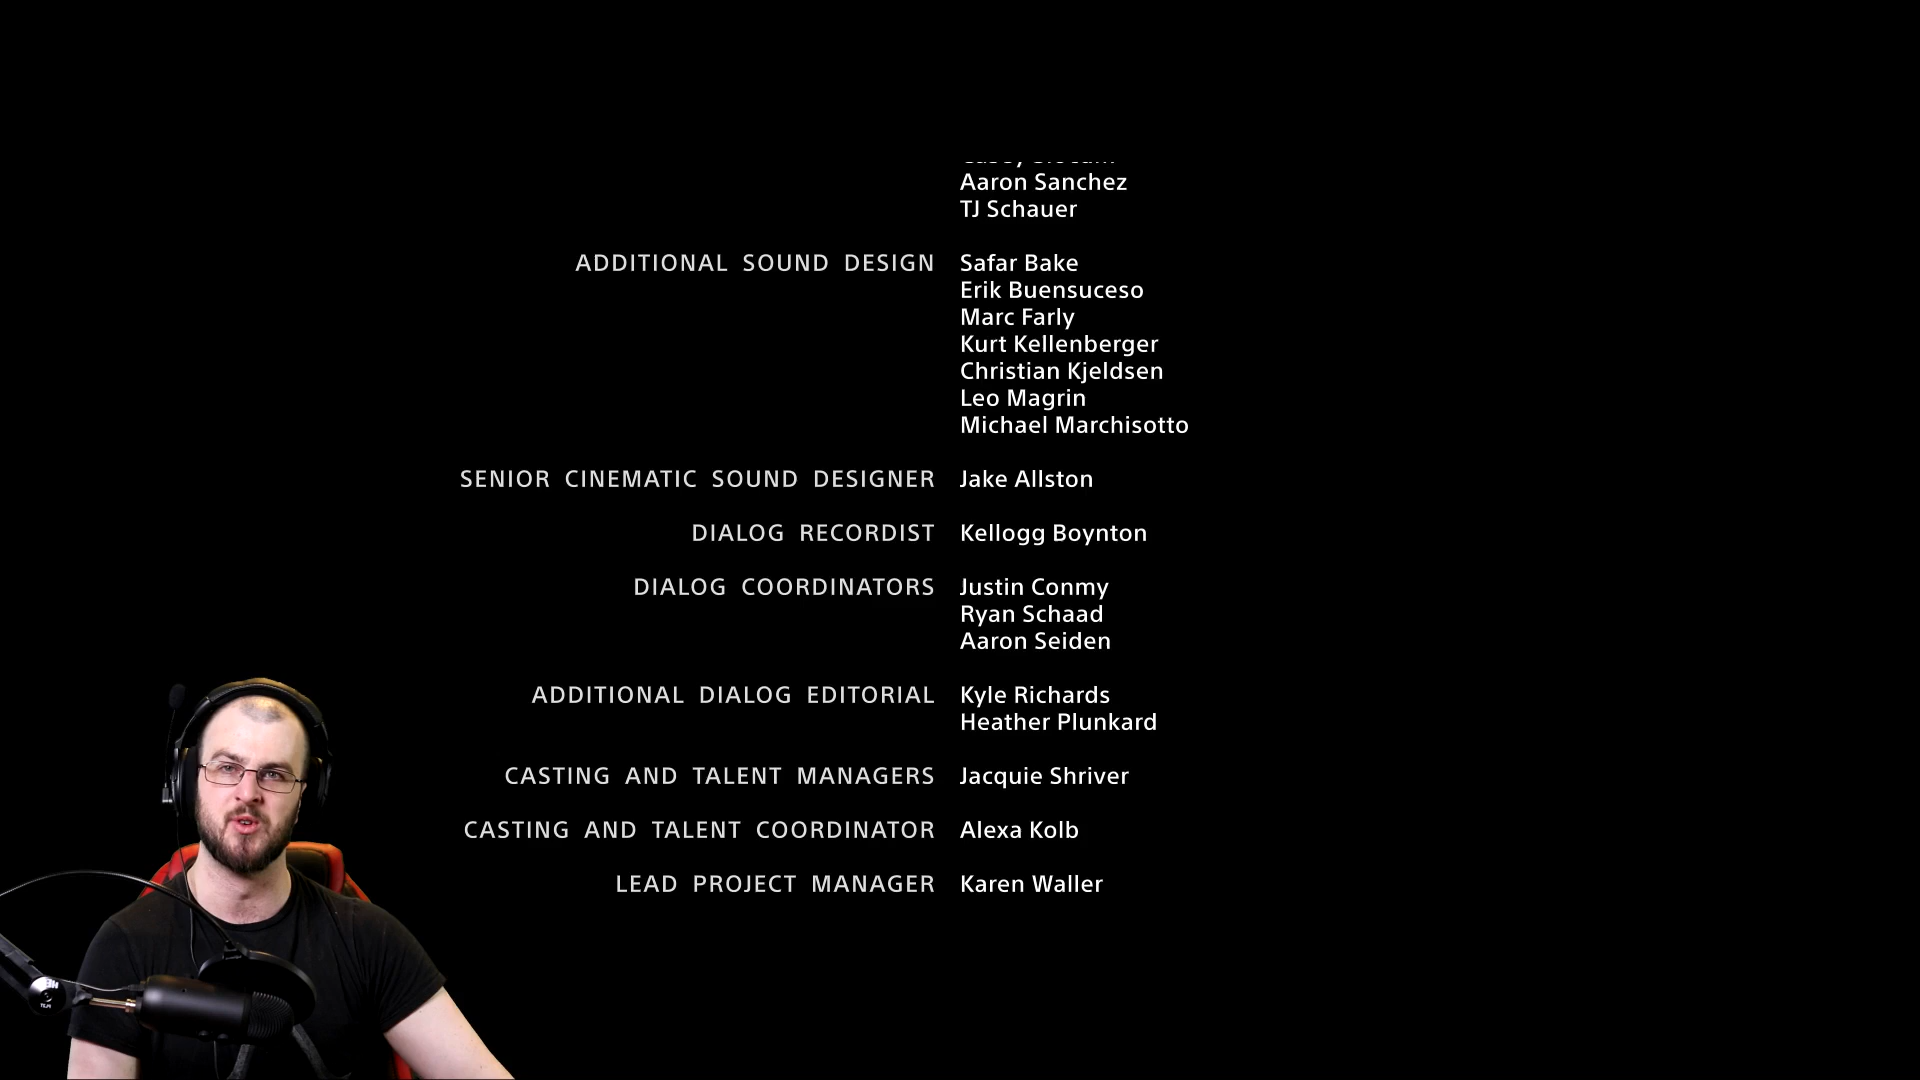 Aaron Sanchez
TJ Schauer
ADDITIONAL SOUND DESIGN Safar Bake
Erik Buensuceso
Marc Farly
Kurt Kellenberger
Christian Kjeldsen
Leo Magrin
Michael Marchisotto
SENIOR CINEMATIC SOUND DESIGNER Jake Allston
DIALOG RECORDIST Kellogg Boynton
DIALOG COORDINATORS Justin Conmy
Ryan Schaad
Aaron Seiden
ADDITIONAL DIALOG EDITORIAL Kyle Richards
Heather Plunkard
CASTING AND TALENT MANAGERS Jacquie Shriver
CASTING AND TALENT COORDINATOR Alexa Kolb
LEAD PROJECT MANAGER Karen Waller